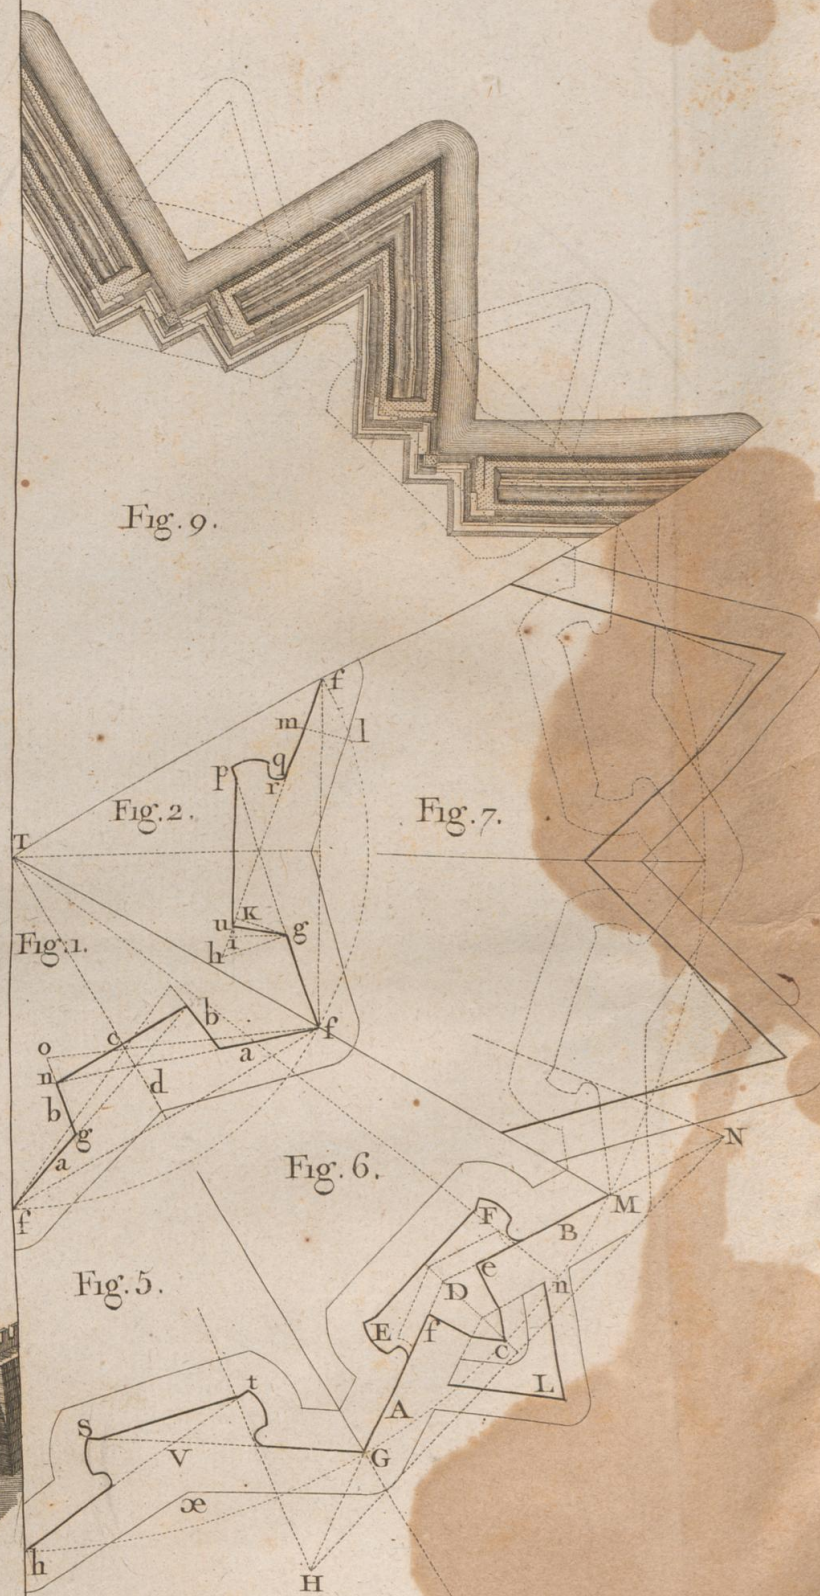 Fig. 9.
f
m
l
q
p
r
Fig. 2.
Fig. 7.
T
K
u
g
i
h
Fig. 1.
b
f
c
o
a
n
d
b
g
a
N
f
Fig. 6.
M
F
B
e
Fig. 5.
n
D
E
f
c
t
L
A
S
V
G
æ
h
H